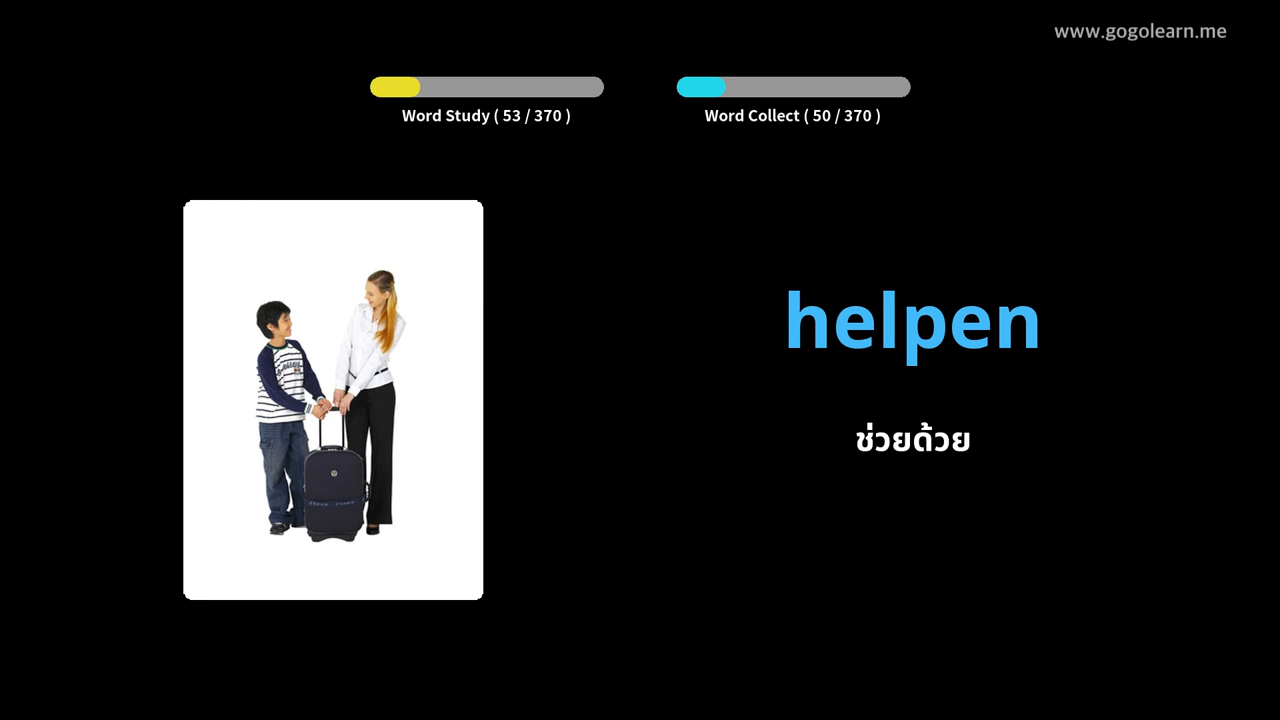 www.gogolearn.me
Word Study ( 53 / 370 )
Word Collect ( 50 / 370 )
helpen
ช่วยด้วย